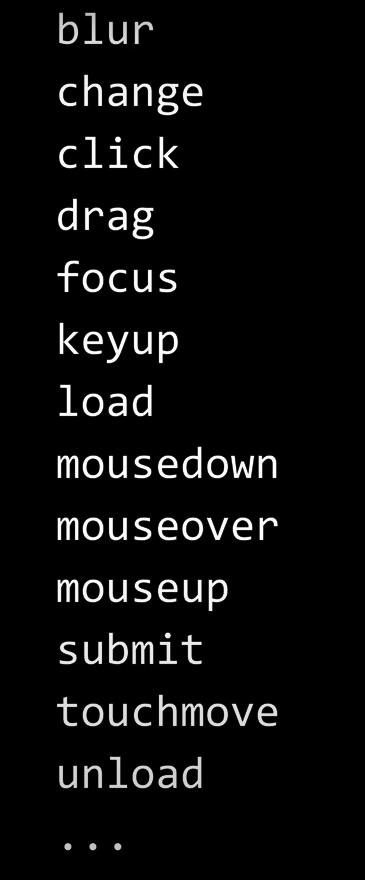 blur
change
click
drag
focus
keyup
load
mousedown
mouseover
mouseup
submit
touchmove
unload
...